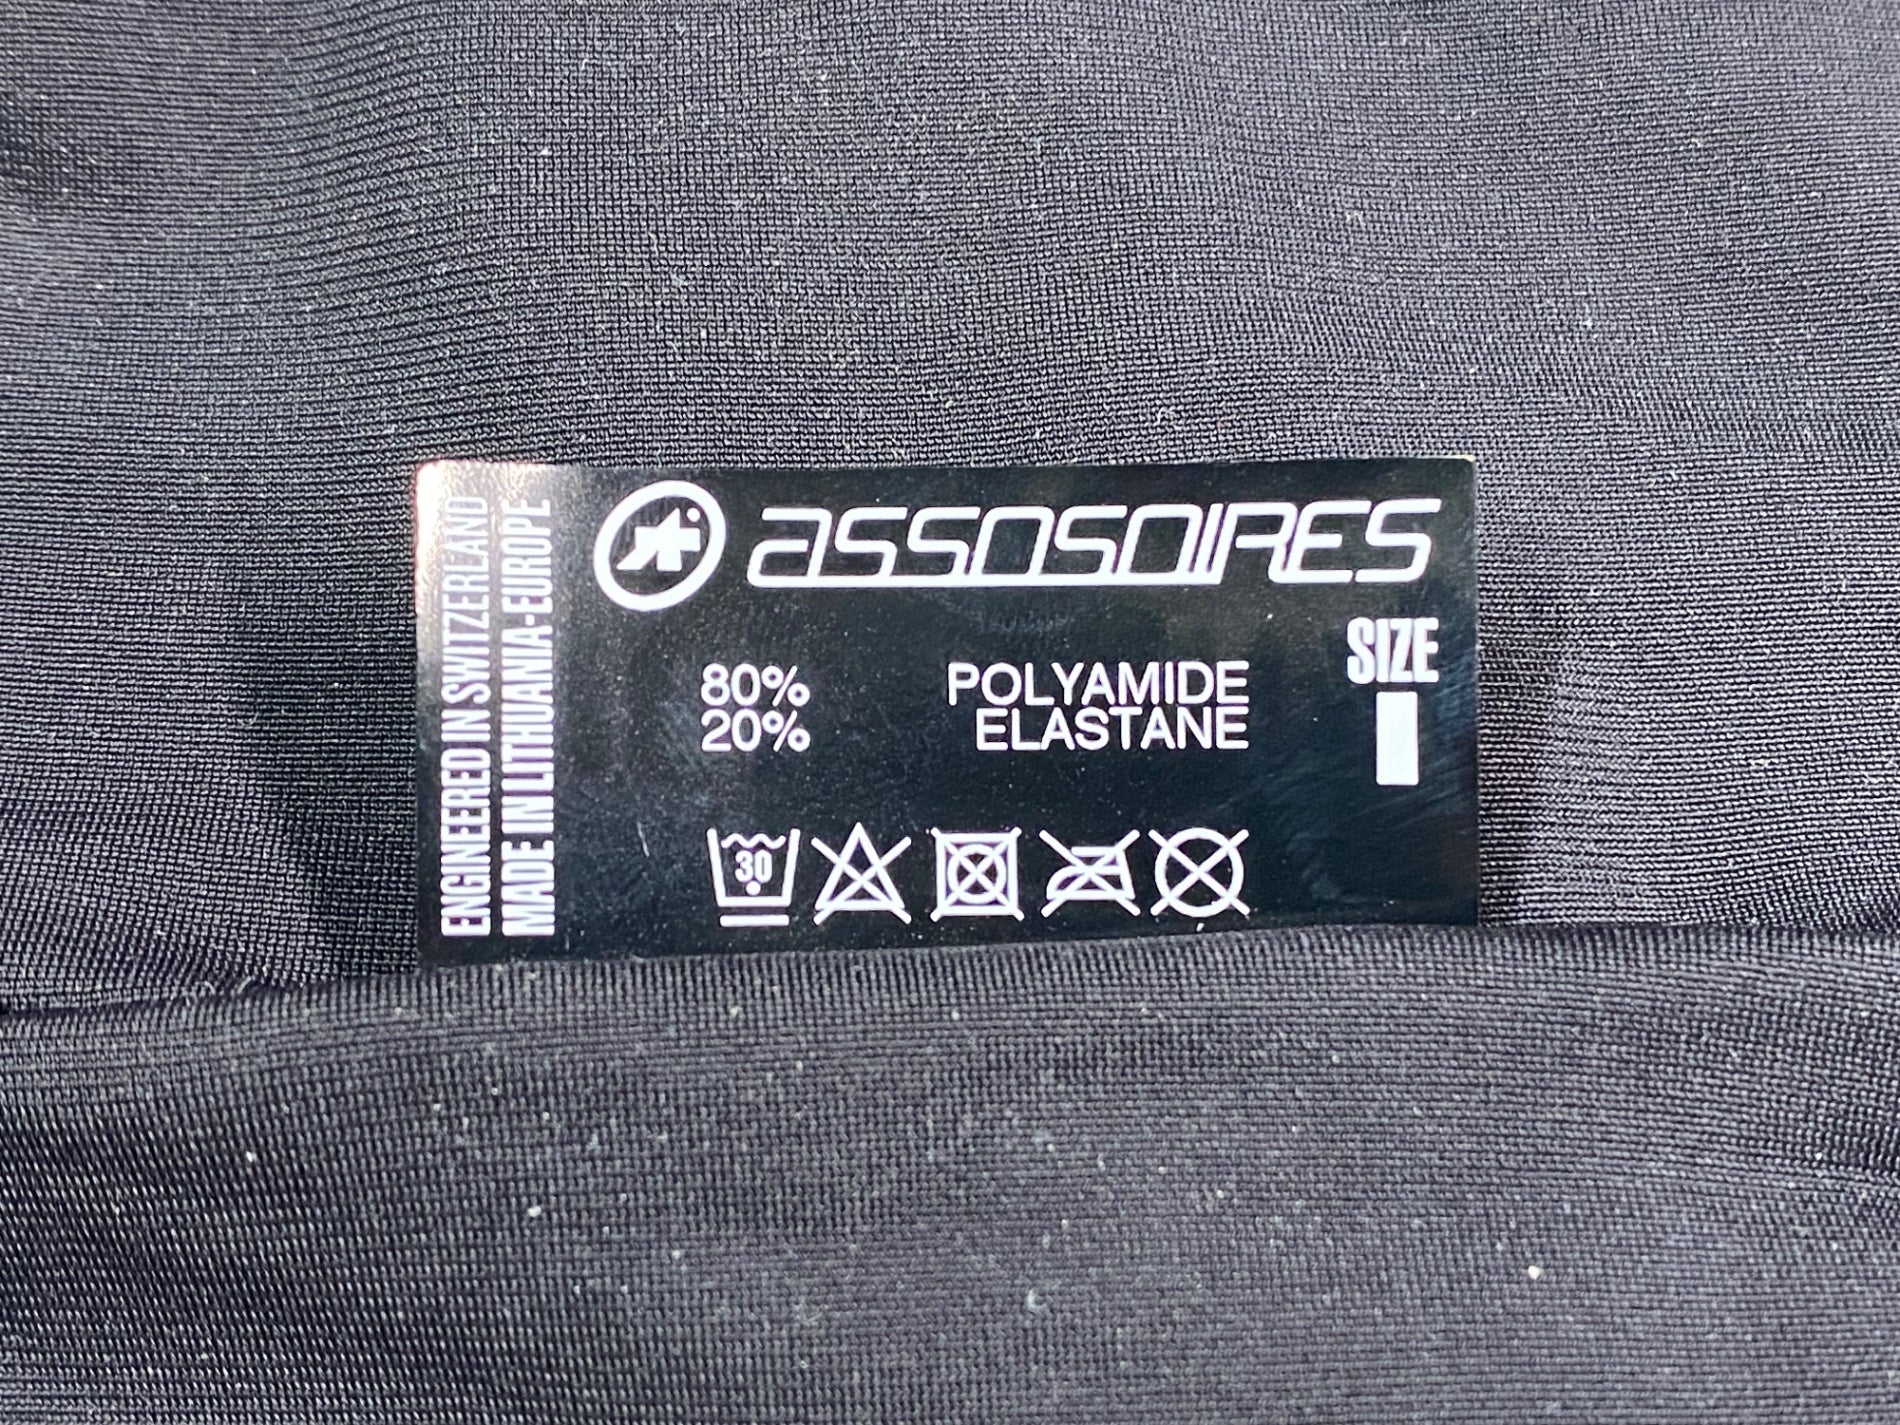 ENGINEERED IN SWITZERLAND
MADE IN LITHUANIA-EUROPE
ASSOSOIRES
SIZE
I
80% POLYAMIDE
20% ELASTANE
30